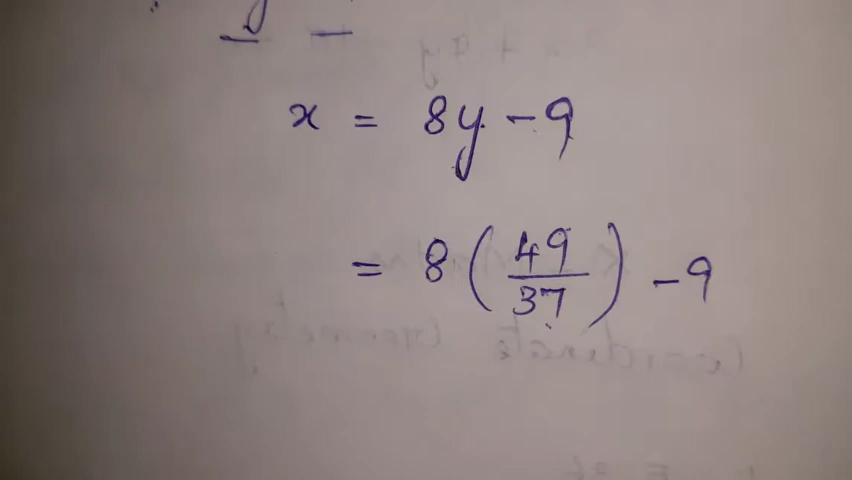 x = 8y - 9
= 8 (49/37) - 9